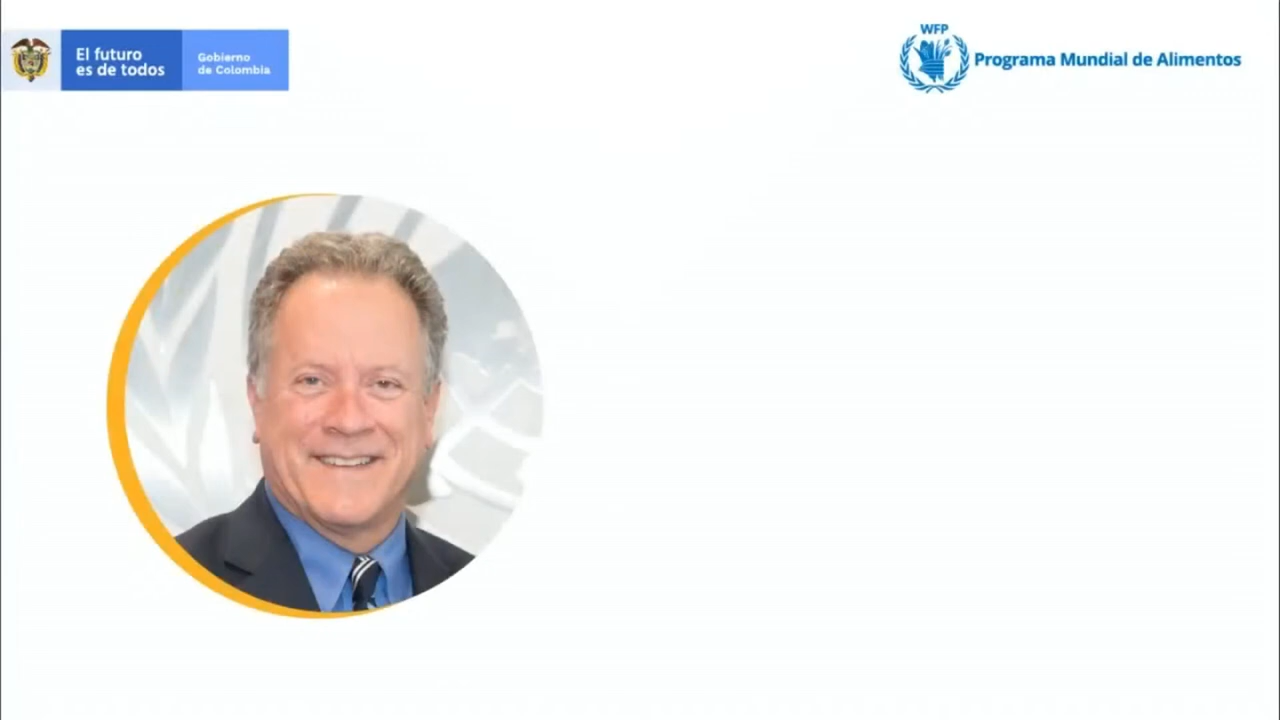 El futuro
es de todos
Gobierno
de Colombia
WFP
Programa Mundial de Alimentos